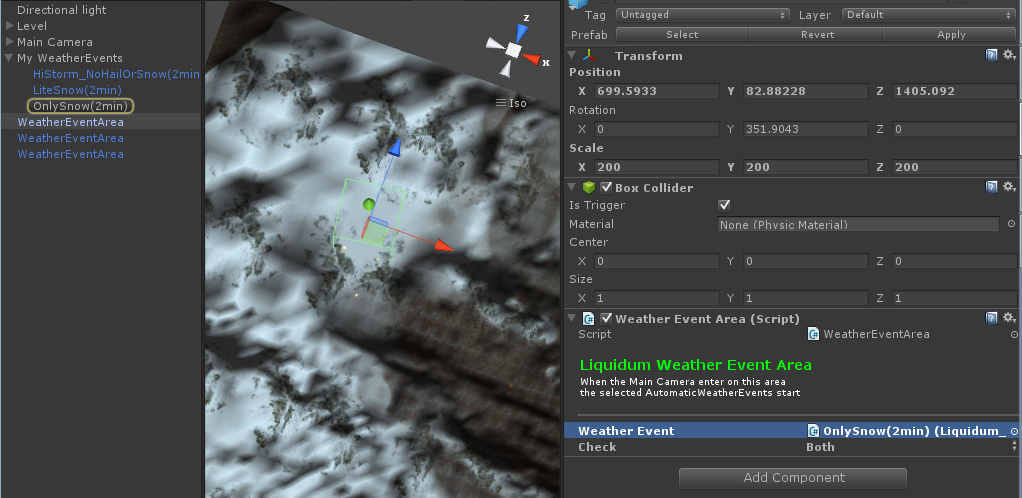 Directional light
Level
Main Camera
My WeatherEvents
HiStorm_NoHailOrSnow(2min
LiteSnow(2min)
OnlySnow(2min)
WeatherEventArea
WeatherEventArea
WeatherEventArea
z
x
Iso
Tag Untagged Layer Default
Prefab Select Revert Apply
Transform
Position
X 699.5933 Y 82.88228 Z 1405.092
Rotation
X 0 Y 351.9043 Z 0
Scale
X 200 Y 200 Z 200
Box Collider
Is Trigger
Material None (Physic Material)
Center
X 0 Y 0 Z 0
Size
X 1 Y 1 Z 1
Weather Event Area (Script)
Script WeatherEventArea
Liquidum Weather Event Area
When the Main Camera enter on this area
the selected AutomaticWeatherEvents start
Weather Event OnlySnow(2min) (Liquidum_
Check Both
Add Component